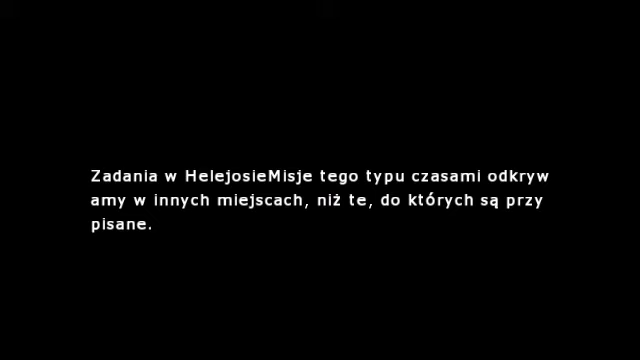 Zadania w HelejosieMisje tego typu czasami odkryw
amy w innych miejscach, niż te, do których są przy
pisane.